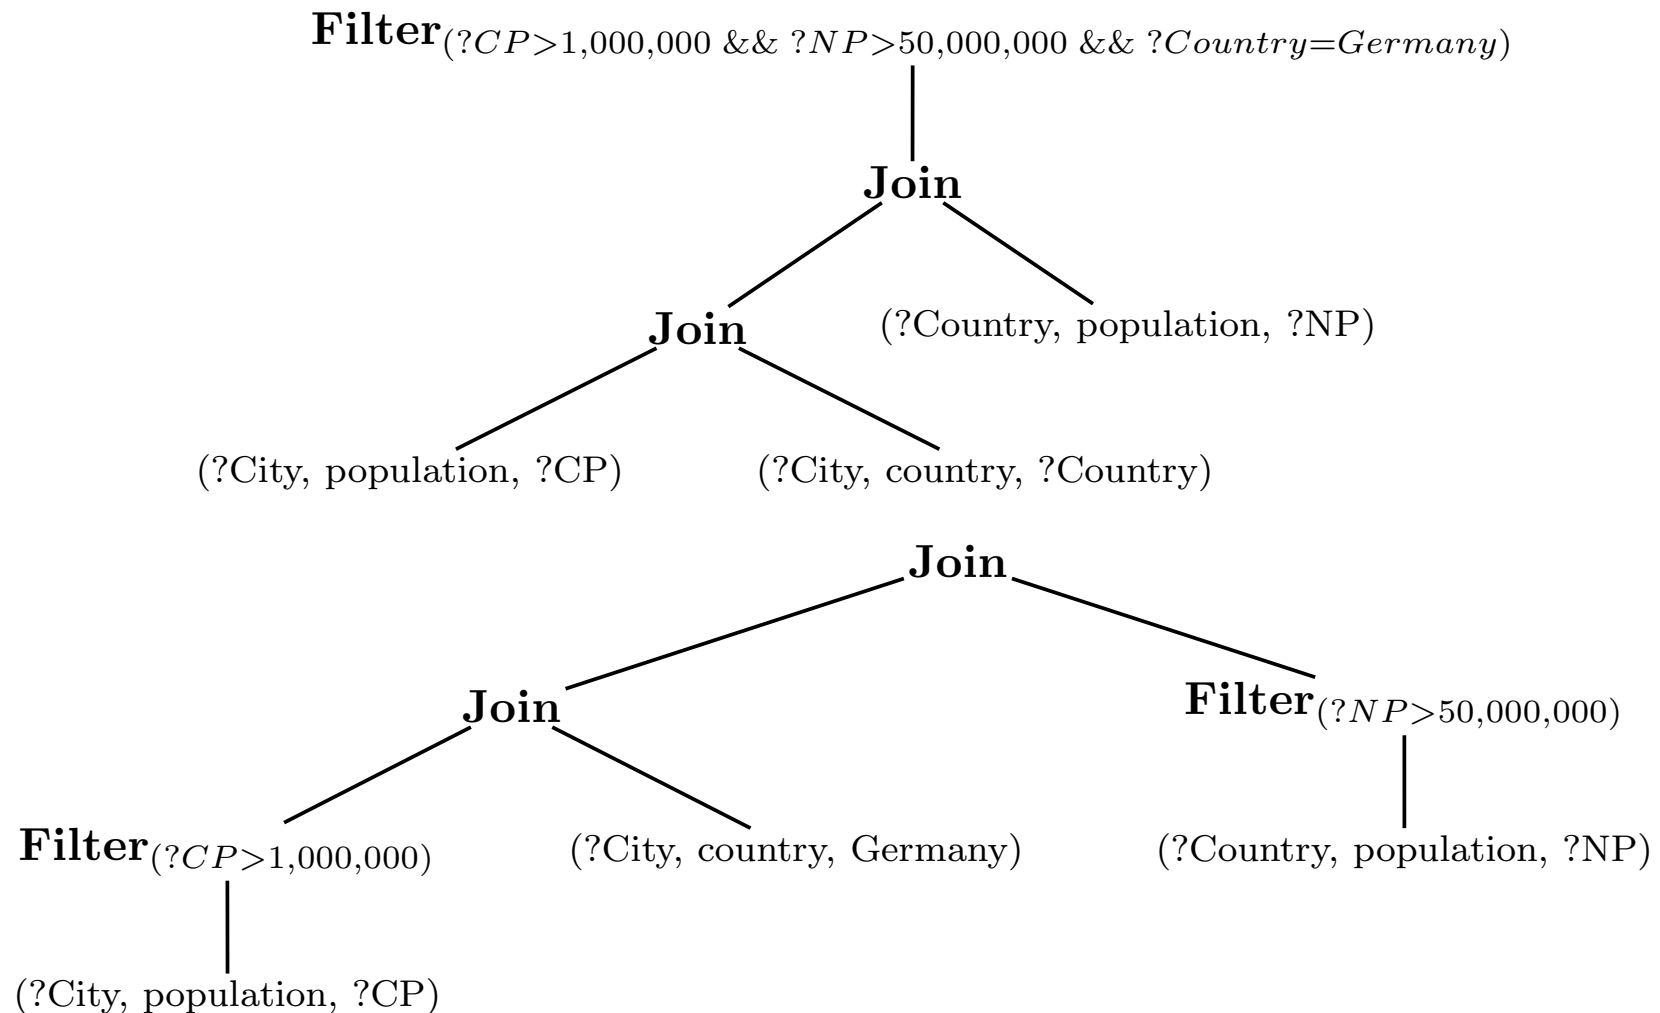 Filter(?CP>1,000,000 && ?NP>50,000,000 && ?Country=Germany)
Join
Join
(?Country, population, ?NP)
(?City, population, ?CP)
(?City, country, ?Country)
Join
Join
Filter(?NP>50,000,000)
Filter(?CP>1,000,000)
(?City, country, Germany)
(?Country, population, ?NP)
(?City, population, ?CP)